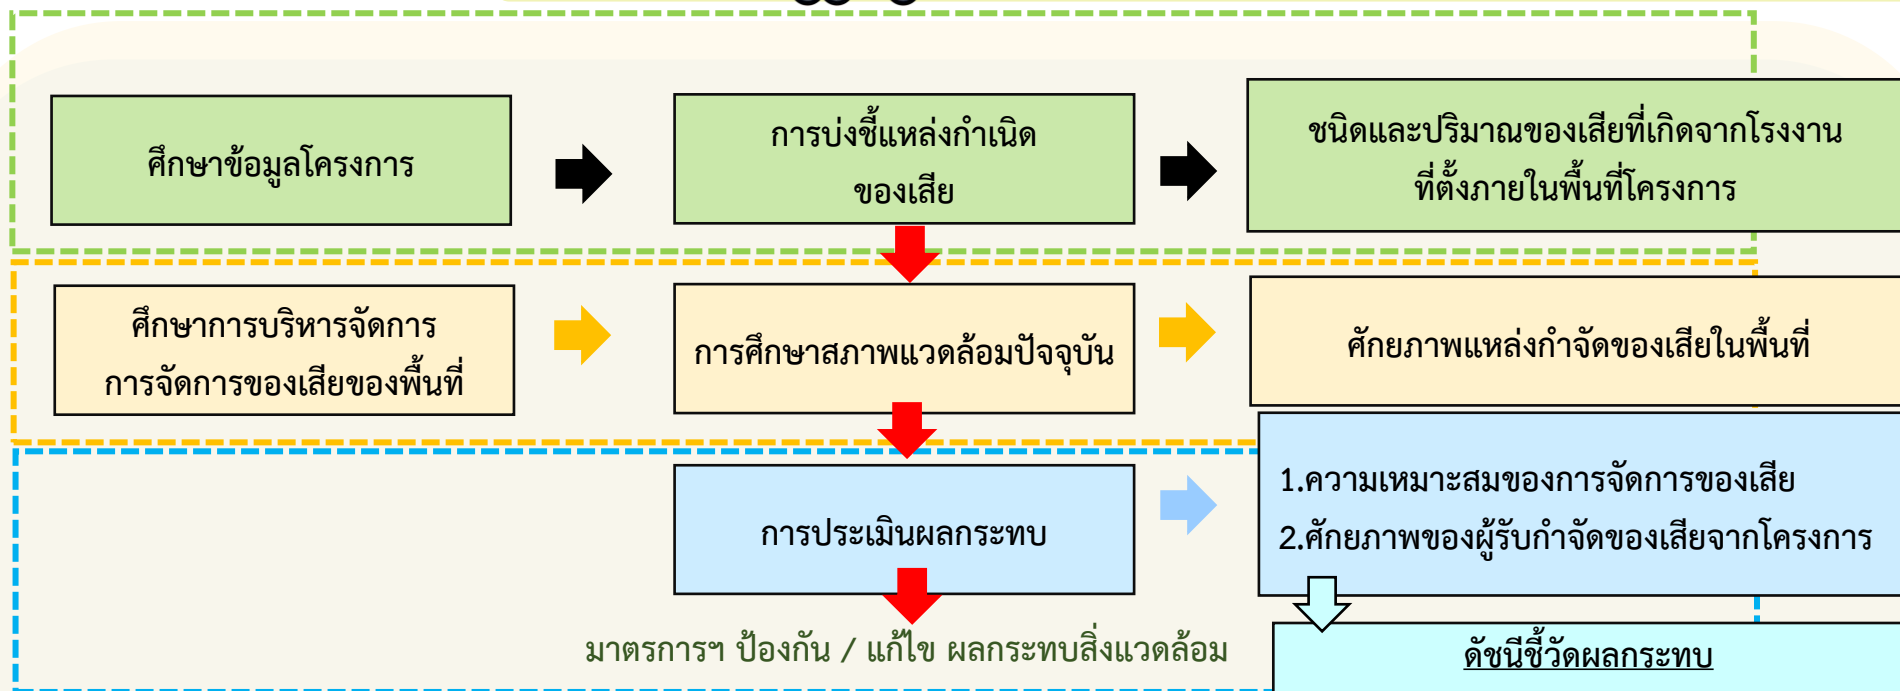 ศึกษาข้อมูลโครงการ
การบ่งชี้แหล่งกำเนิด
ของเสีย
ชนิดและปริมาณของเสียที่เกิดจากโรงงาน
ที่ตั้งภายในพื้นที่โครงการ
ศึกษาการบริหารจัดการ
การจัดการของเสียของพื้นที่
การศึกษาสภาพแวดล้อมปัจจุบัน
ศักยภาพแหล่งกำจัดของเสียในพื้นที่
การประเมินผลกระทบ
1.ความเหมาะสมของการจัดการของเสีย
2.ศักยภาพของผู้รับกำจัดของเสียจากโครงการ
มาตรการฯ ป้องกัน / แก้ไข ผลกระทบสิ่งแวดล้อม
ดัชนีชี้วัดผลกระทบ